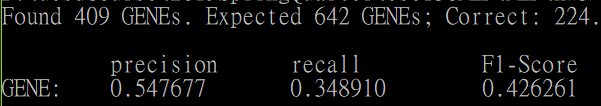 Found 409 GENEs. Expected 642 GENEs; Correct: 224.
precision recall F1-Score
GENE: 0.547677 0.348910 0.426261